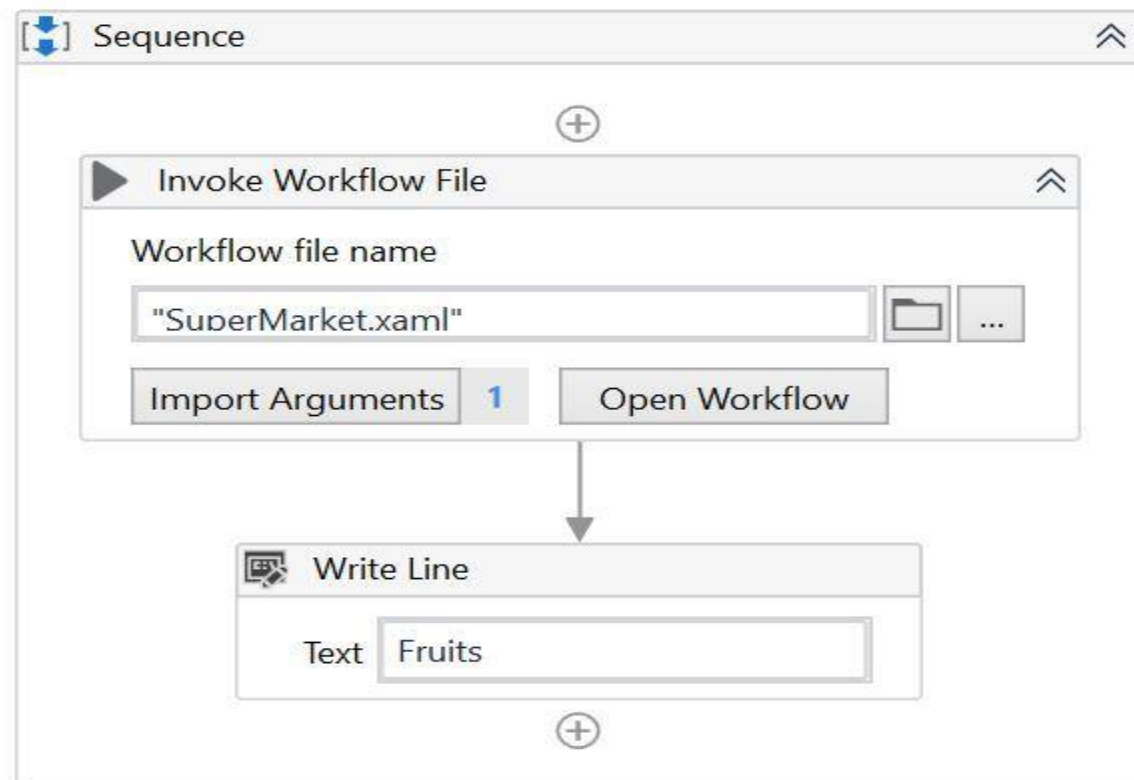 Sequence
Invoke Workflow File
Workflow file name
"SuperMarket.xaml"
...
Import Arguments 1 Open Workflow
Write Line
Text Fruits